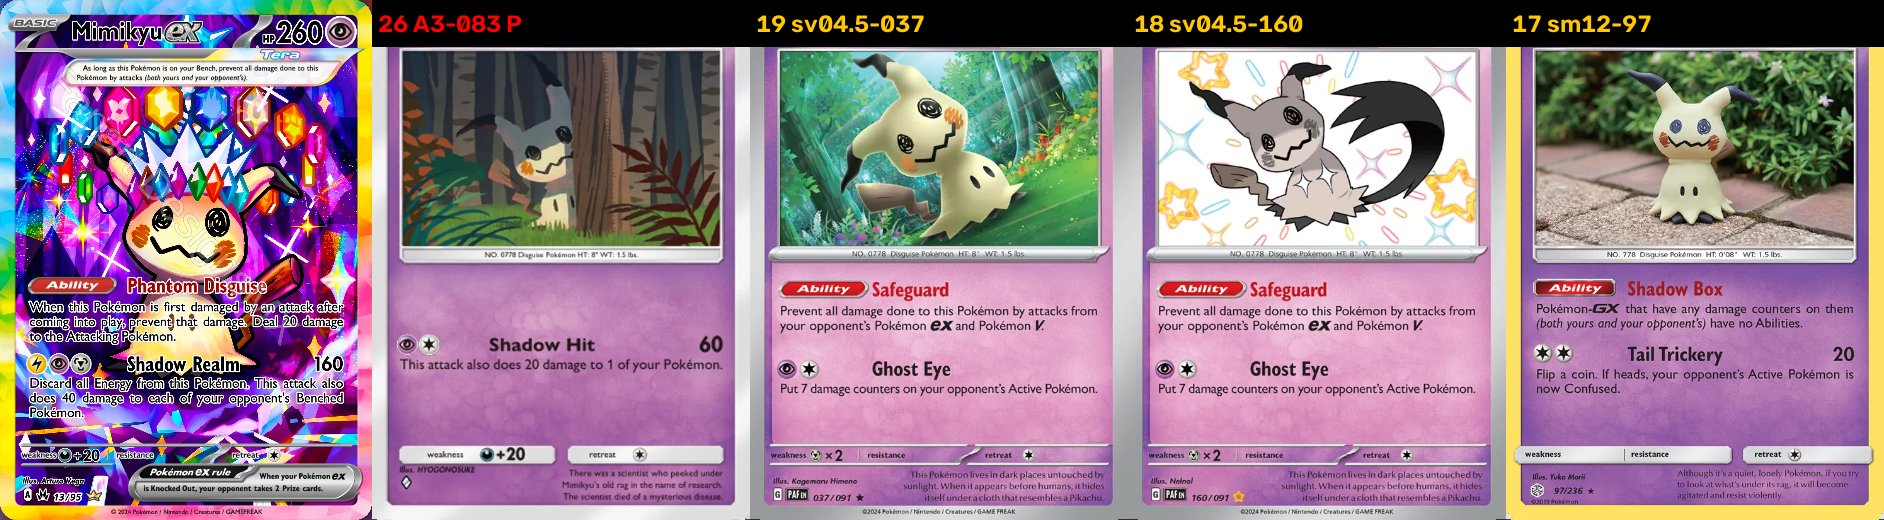 BASIC
Mimikyu ex
HP 260
Tera
As long as this Pokémon is on your Bench, prevent all damage done to this
Pokémon by attacks (both yours and your opponent's).
Ability Phantom Disguise
When this Pokémon is first damaged by an attack after
coming into play, prevent that damage. Deal 20 damage
to the Attacking Pokémon.
Shadow Realm 160
Discard all Energy from this Pokémon. This attack also
does 40 damage to each of your opponent's Benched
Pokémon.
weakness +20 resistance retreat
Pokémon ex rule
When your Pokémon ex
is Knocked Out, your opponent takes 2 Prize cards.
Illus. Arturo Vega
13/95
© 2024 Pokémon / Nintendo / Creatures / GAMEFREAK
26 A3-083 P
NO. 0778 Disguise Pokémon HT: 8" WT: 1.5 lbs.
Shadow Hit 60
This attack also does 20 damage to 1 of your Pokémon.
weakness +20 retreat
Illus. HYOGONOSUKE
There was a scientist who peeked under
Mimikyu's old rag in the name of research.
The scientist died of a mysterious disease.
19 sv04.5-037
NO. 0778 Disguise Pokémon HT: 8" WT: 1.5 lbs.
Ability Safeguard
Prevent all damage done to this Pokémon by attacks from
your opponent's Pokémon ex and Pokémon V.
Ghost Eye
Put 7 damage counters on your opponent's Active Pokémon.
weakness ×2 resistance retreat
Illus. Kagemaru Himeno
G PAF EN 037/091 ★
This Pokémon lives in dark places untouched by
sunlight. When it appears before humans, it hides
itself under a cloth that resembles a Pikachu.
©2024 Pokémon / Nintendo / Creatures / GAME FREAK
18 sv04.5-160
NO. 0778 Disguise Pokémon HT: 8" WT: 1.5 lbs.
Ability Safeguard
Prevent all damage done to this Pokémon by attacks from
your opponent's Pokémon ex and Pokémon V.
Ghost Eye
Put 7 damage counters on your opponent's Active Pokémon.
weakness ×2 resistance retreat
Illus. Nelnal
G PAF EN 160/091
This Pokémon lives in dark places untouched by
sunlight. When it appears before humans, it hides
itself under a cloth that resembles a Pikachu.
©2024 Pokémon / Nintendo / Creatures / GAME FREAK
17 sm12-97
NO. 778 Disguise Pokémon HT: 0'08" WT: 1.5 lbs.
Ability Shadow Box
Pokémon-GX that have any damage counters on them
(both yours and your opponent's) have no Abilities.
Tail Trickery 20
Flip a coin. If heads, your opponent's Active Pokémon is
now Confused.
weakness resistance retreat
Illus. Yuka Morii
97/236 ★
©2019 Pokémon
Although it's a quiet, lonely Pokémon, if you try
to look at what's under its rag, it will become
agitated and resist violently.